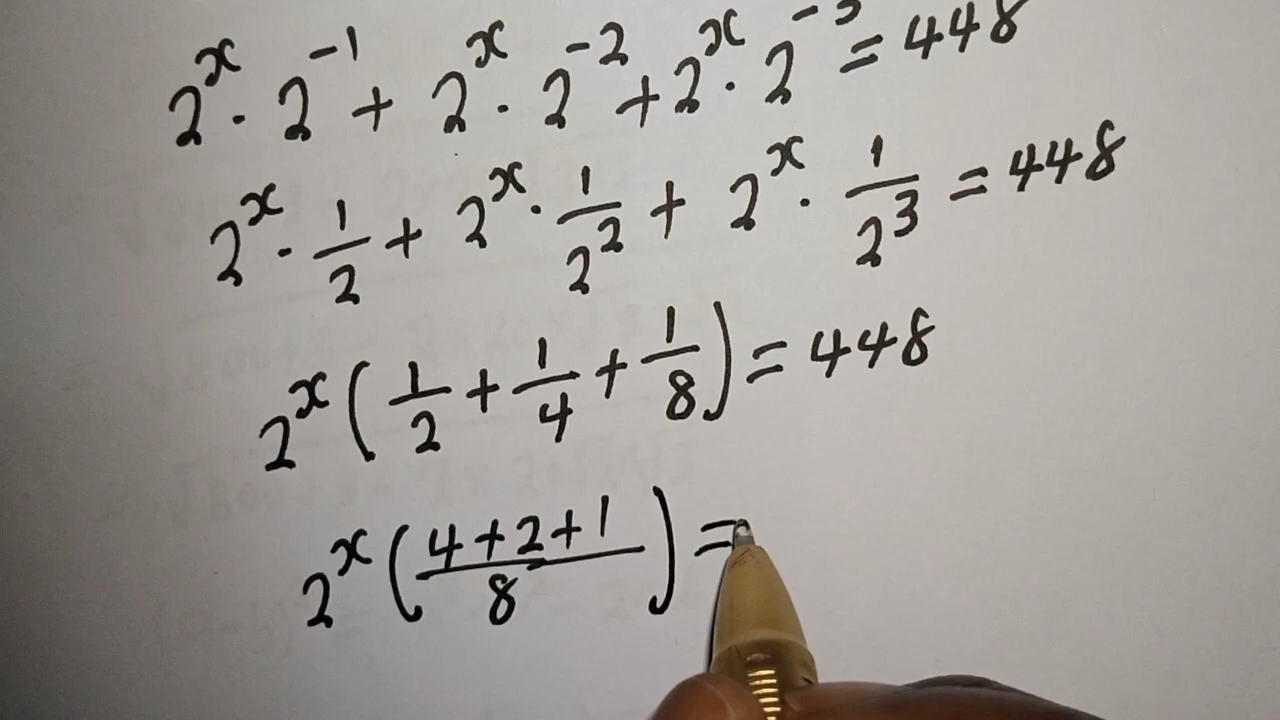 2^x · 2^-1 + 2^x · 2^-2 + 2^x · 2^-3 = 448
2^x · 1/2 + 2^x · 1/2^2 + 2^x · 1/2^3 = 448
2^x (1/2 + 1/4 + 1/8) = 448
2^x ((4+2+1)/8) =